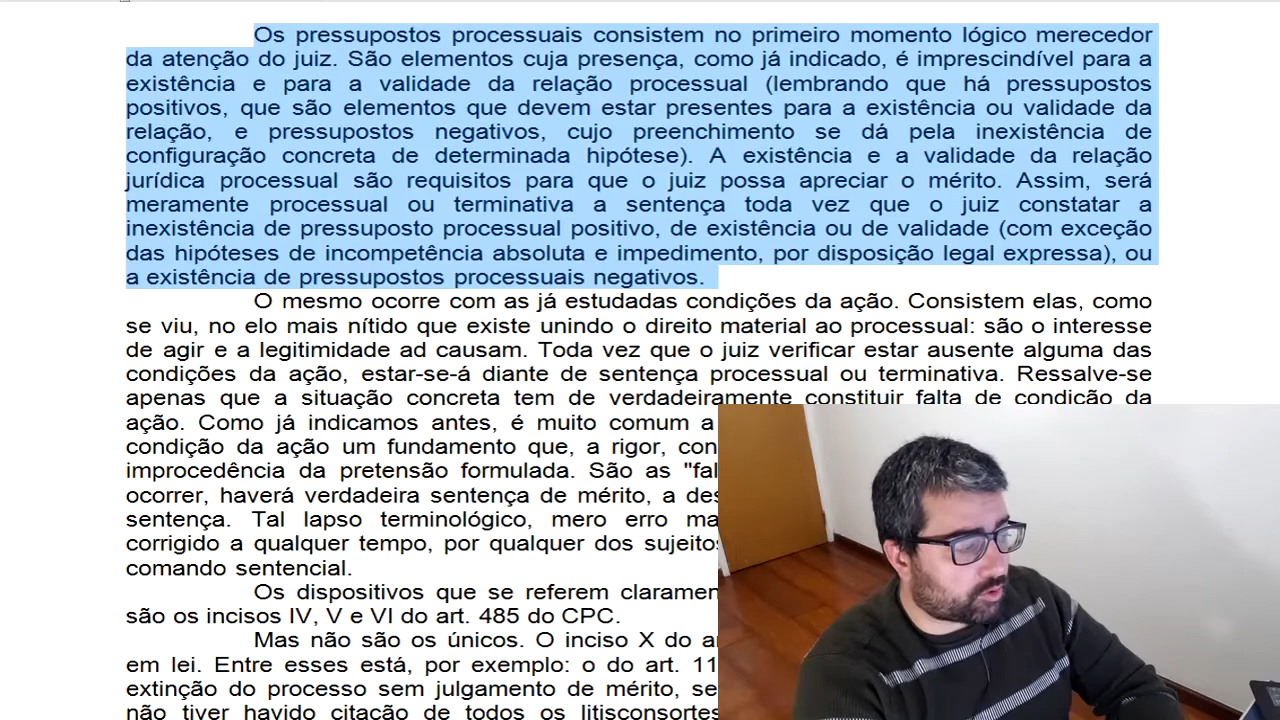 Os pressupostos processuais consistem no primeiro momento lógico merecedor
da atenção do juiz. São elementos cuja presença, como já indicado, é imprescindível para a
existência e para a validade da relação processual (lembrando que há pressupostos
positivos, que são elementos que devem estar presentes para a existência ou validade da
relação, e pressupostos negativos, cujo preenchimento se dá pela inexistência de
configuração concreta de determinada hipótese). A existência e a validade da relação
jurídica processual são requisitos para que o juiz possa apreciar o mérito. Assim, será
meramente processual ou terminativa a sentença toda vez que o juiz constatar a
inexistência de pressuposto processual positivo, de existência ou de validade (com exceção
das hipóteses de incompetência absoluta e impedimento, por disposição legal expressa), ou
a existência de pressupostos processuais negativos.
O mesmo ocorre com as já estudadas condições da ação. Consistem elas, como
se viu, no elo mais nítido que existe unindo o direito material ao processual: são o interesse
de agir e a legitimidade ad causam. Toda vez que o juiz verificar estar ausente alguma das
condições da ação, estar-se-á diante de sentença processual ou terminativa. Ressalve-se
apenas que a situação concreta tem de verdadeiramente constituir falta de condição da
ação. Como já indicamos antes, é muito comum a
condição da ação um fundamento que, a rigor, con
improcedência da pretensão formulada. São as "fal
ocorrer, haverá verdadeira sentença de mérito, a des
sentença. Tal lapso terminológico, mero erro ma
corrigido a qualquer tempo, por qualquer dos sujeitos
comando sentencial.
Os dispositivos que se referem claramen
são os incisos IV, V e VI do art. 485 do CPC.
Mas não são os únicos. O inciso X do a
em lei. Entre esses está, por exemplo: o do art. 11
extinção do processo sem julgamento de mérito, se
não tiver havido citação de todos os litisconsortes